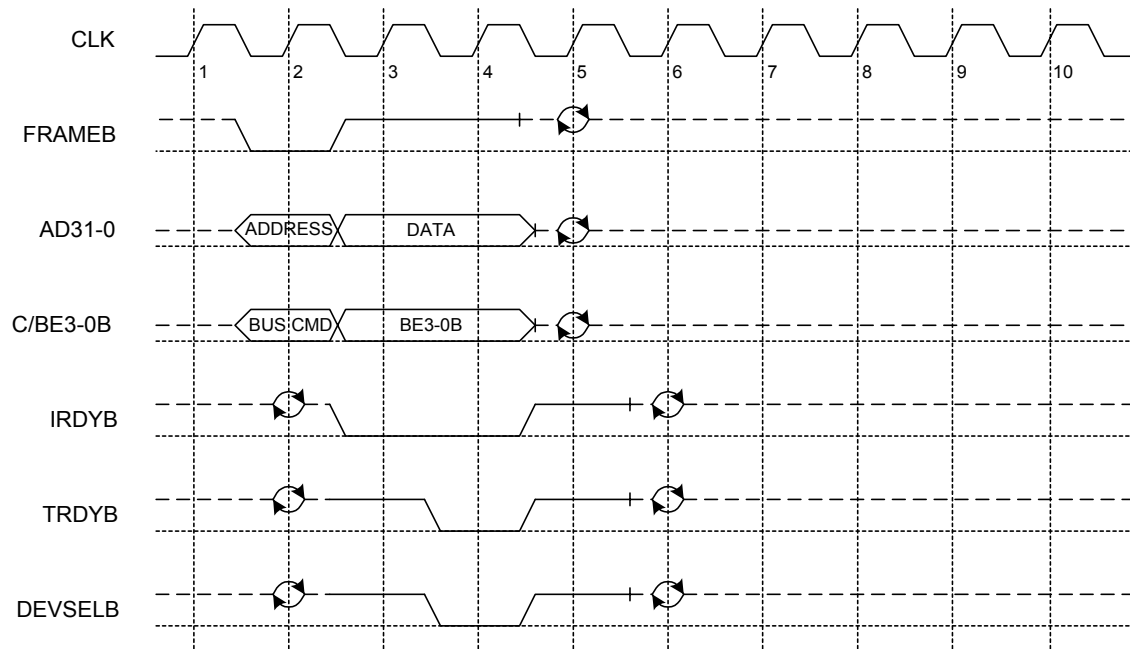 CLK
1 2 3 4 5 6 7 8 9 10
FRAMEB
AD31-0 ADDRESS DATA
C/BE3-0B BUS CMD BE3-0B
IRDYB
TRDYB
DEVSELB